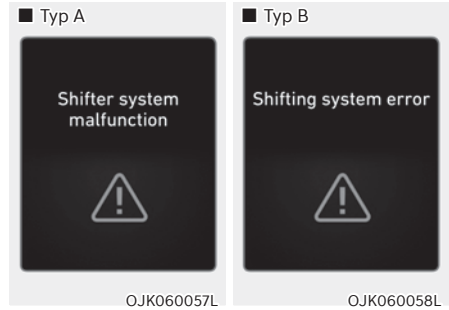 ■ Typ A
Shifter system
malfunction
OJK060057L
■ Typ B
Shifting system error
OJK060058L